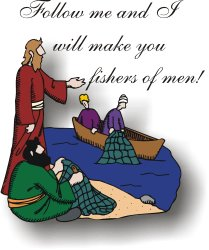 Follow me and I
will make you
fishers of men!